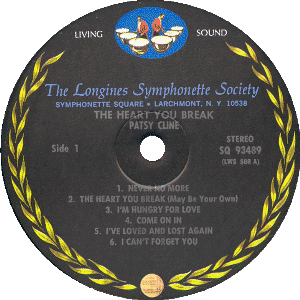 LIVING SOUND
The Longines Symphonette Society
SYMPHONETTE SQUARE • LARCHMONT, N. Y. 10538
THE HEART YOU BREAK
PATSY CLINE
Side 1
STEREO
SQ 93489
(LWS 508 A)
1. NEVER NO MORE
2. THE HEART YOU BREAK (May Be Your Own)
3. I'M HUNGRY FOR LOVE
4. COME ON IN
5. I'VE LOVED AND LOST AGAIN
6. I CAN'T FORGET YOU